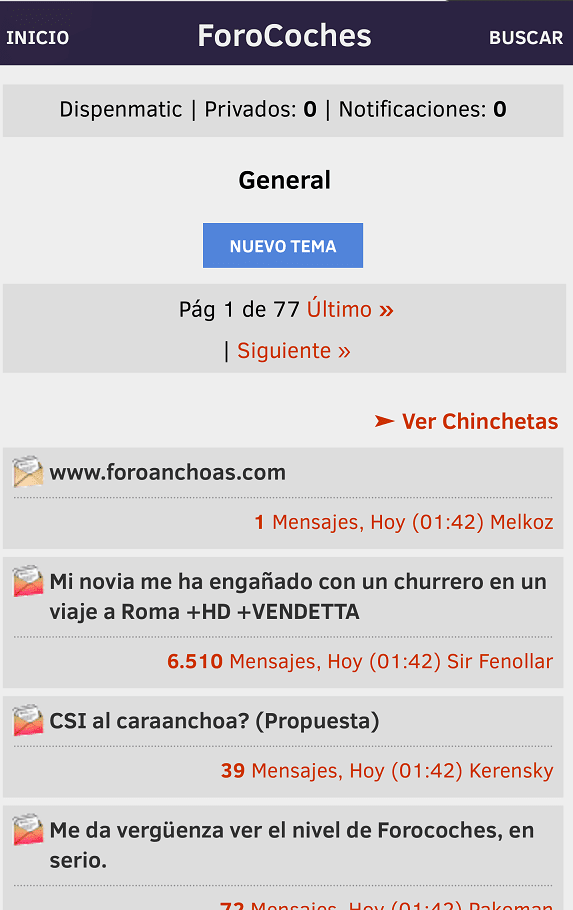 INICIO ForoCoches BUSCAR
Dispenmatic | Privados: 0 | Notificaciones: 0
General
NUEVO TEMA
Pág 1 de 77 Último »
| Siguiente »
➤ Ver Chinchetas
www.foroanchoas.com
1 Mensajes, Hoy (01:42) Melkoz
Mi novia me ha engañado con un churrero en un
viaje a Roma +HD +VENDETTA
6.510 Mensajes, Hoy (01:42) Sir Fenollar
CSI al caraanchoa? (Propuesta)
39 Mensajes, Hoy (01:42) Kerensky
Me da vergüenza ver el nivel de Forocoches, en
serio.
72 Mensajes, Hoy (01:42) Pakoman